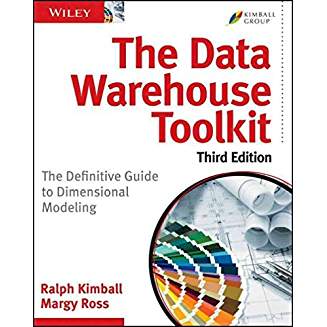 WILEY
KIMBALL
GROUP
The Data
Warehouse
Toolkit
Third Edition
The Definitive Guide
to Dimensional
Modeling
Ralph Kimball
Margy Ross